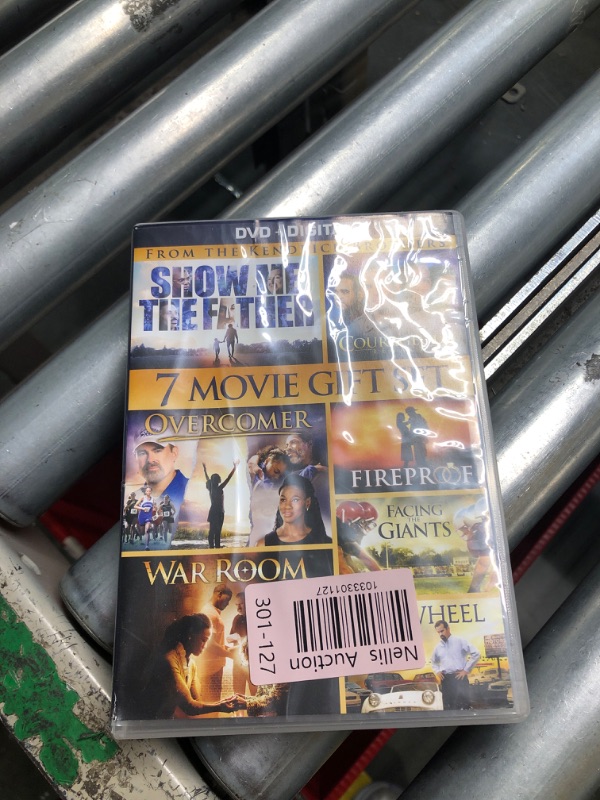 DVD + DIGITAL
FROM THE KENDRICK BROTHERS
SHOW ME
THE FATHER
7 MOVIE GIFT SET
OVERCOMER
FIREPROOF
FACING
THE
GIANTS
WAR ROOM
WHEEL
Nellis Auction
1033301127
301-127